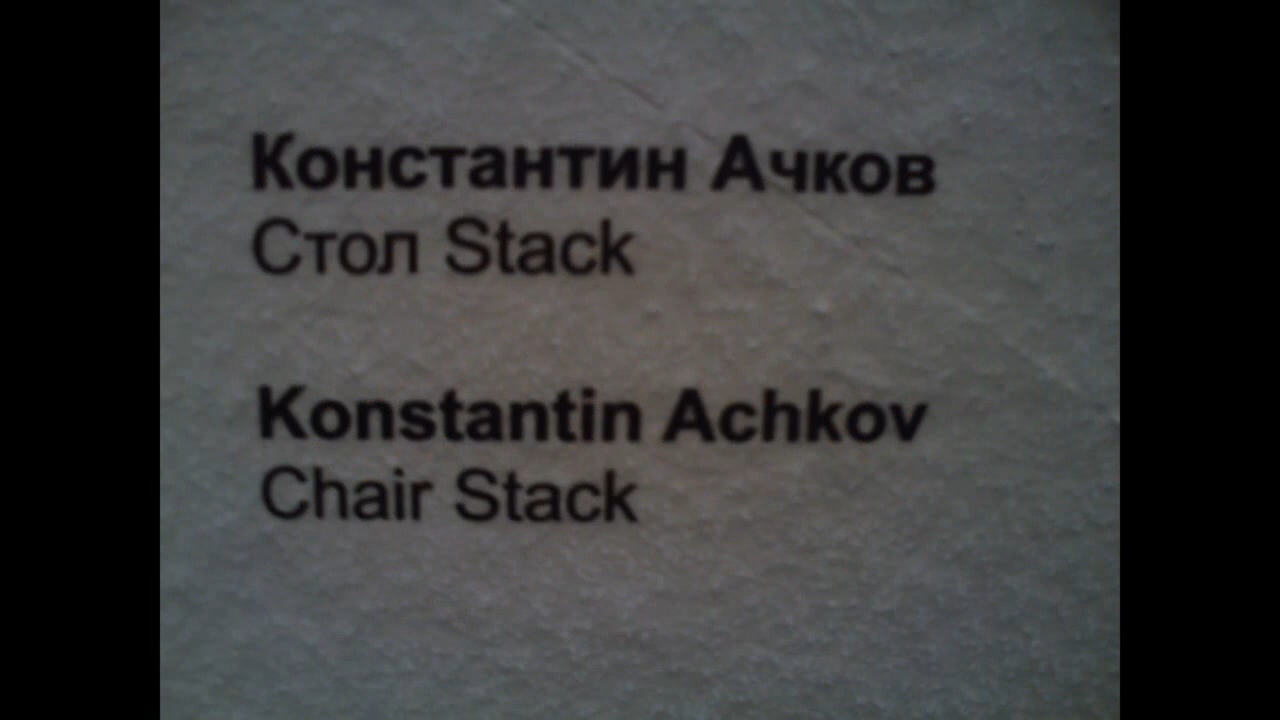 Константин Ачков
Стол Stack
Konstantin Achkov
Chair Stack